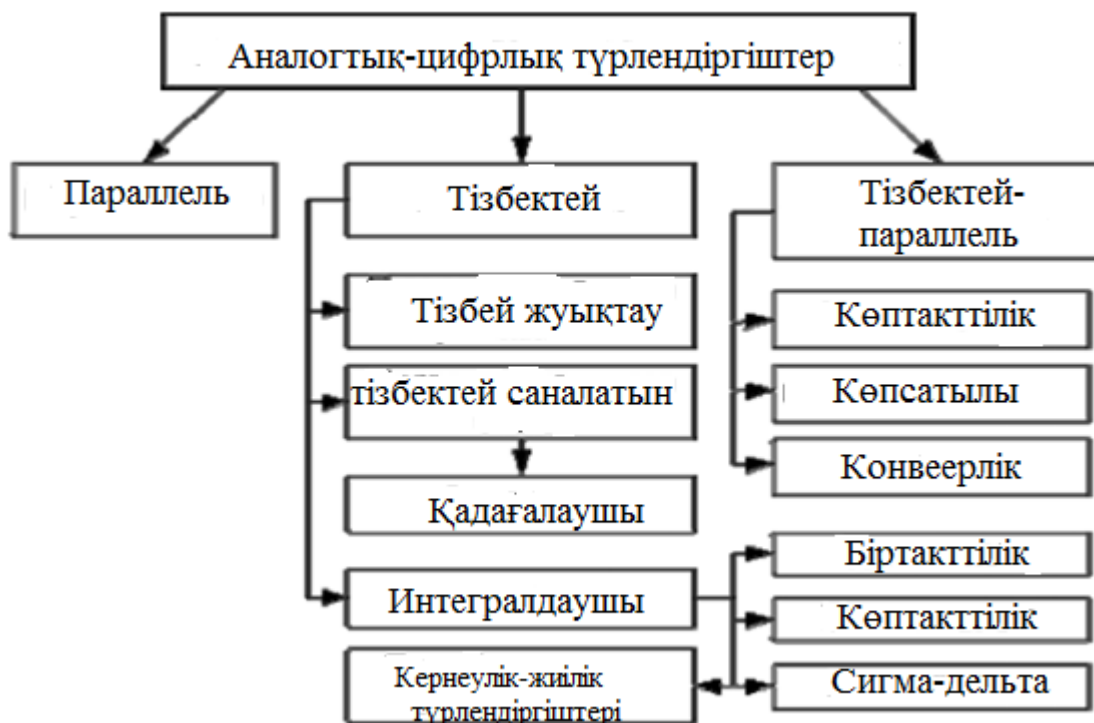 Аналогтық-цифрлық түрлендіргіштер
Параллель
Тізбектей
Тізбектей-
параллель
Тізбей жуықтау
тізбектей саналатын
Қадағалаушы
Интегралдаушы
Кернеулік-жиілік
түрлендіргіштері
Көптакттілік
Көпсатылы
Конвеерлік
Біртакттілік
Көптакттілік
Сигма-дельта